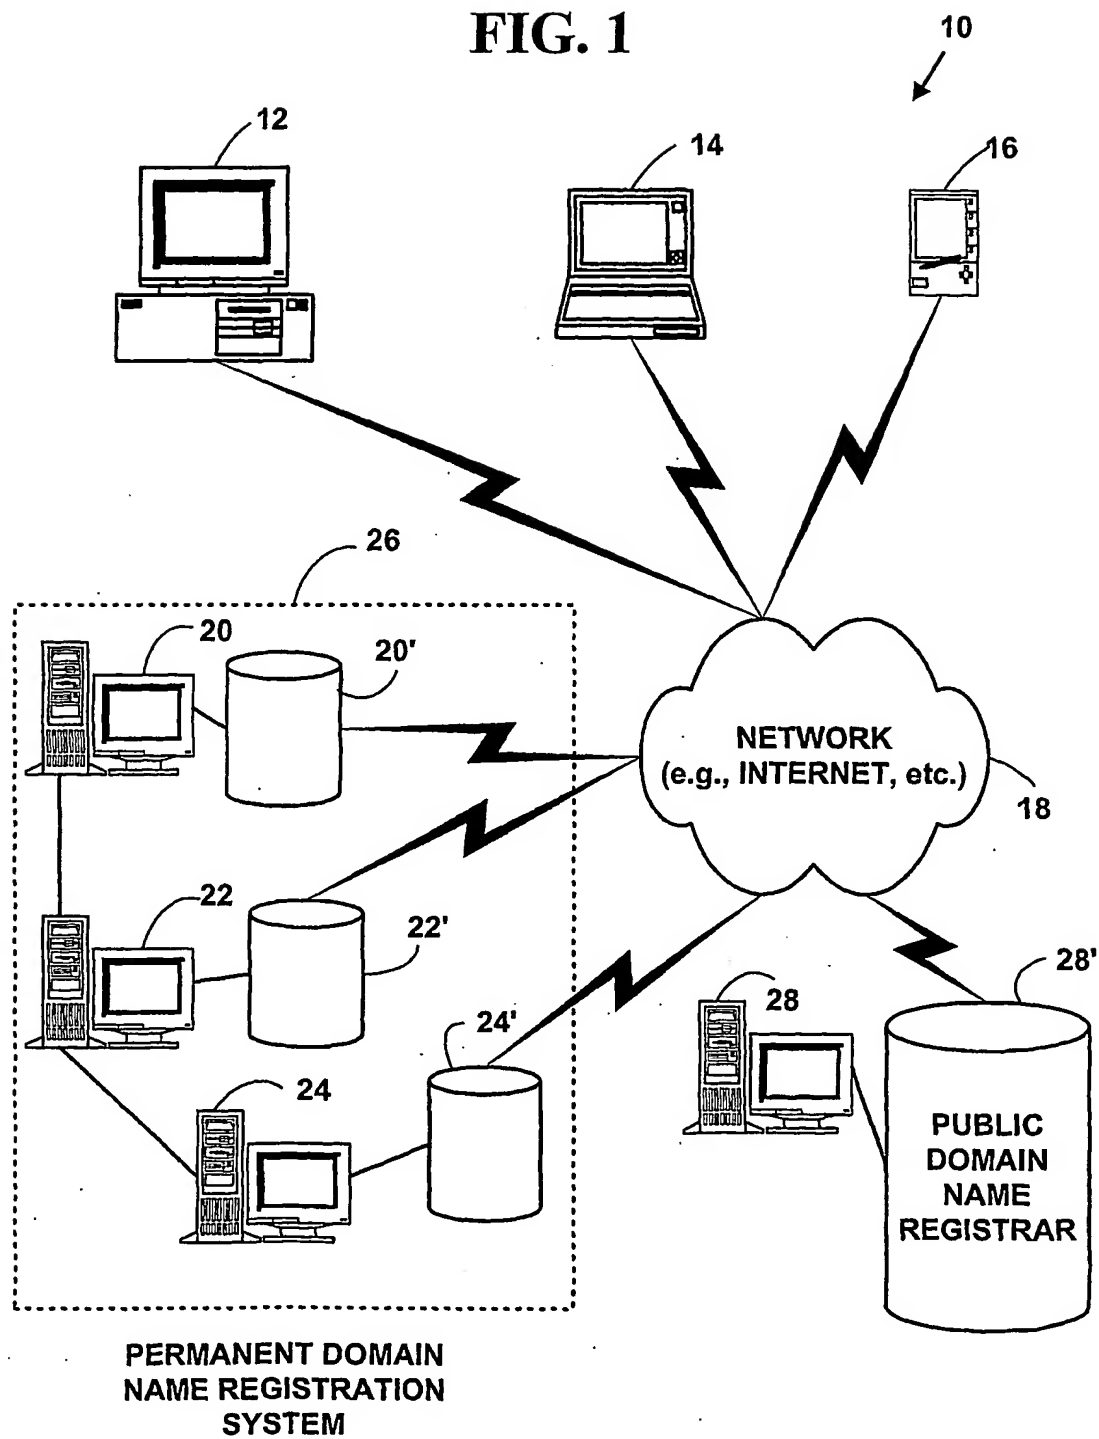 FIG. 1
10
12
14
16
26
20
20'
NETWORK
(e.g., INTERNET, etc.)
18
22
22'
28'
28
24'
24
PUBLIC
DOMAIN
NAME
REGISTRAR
PERMANENT DOMAIN
NAME REGISTRATION
SYSTEM